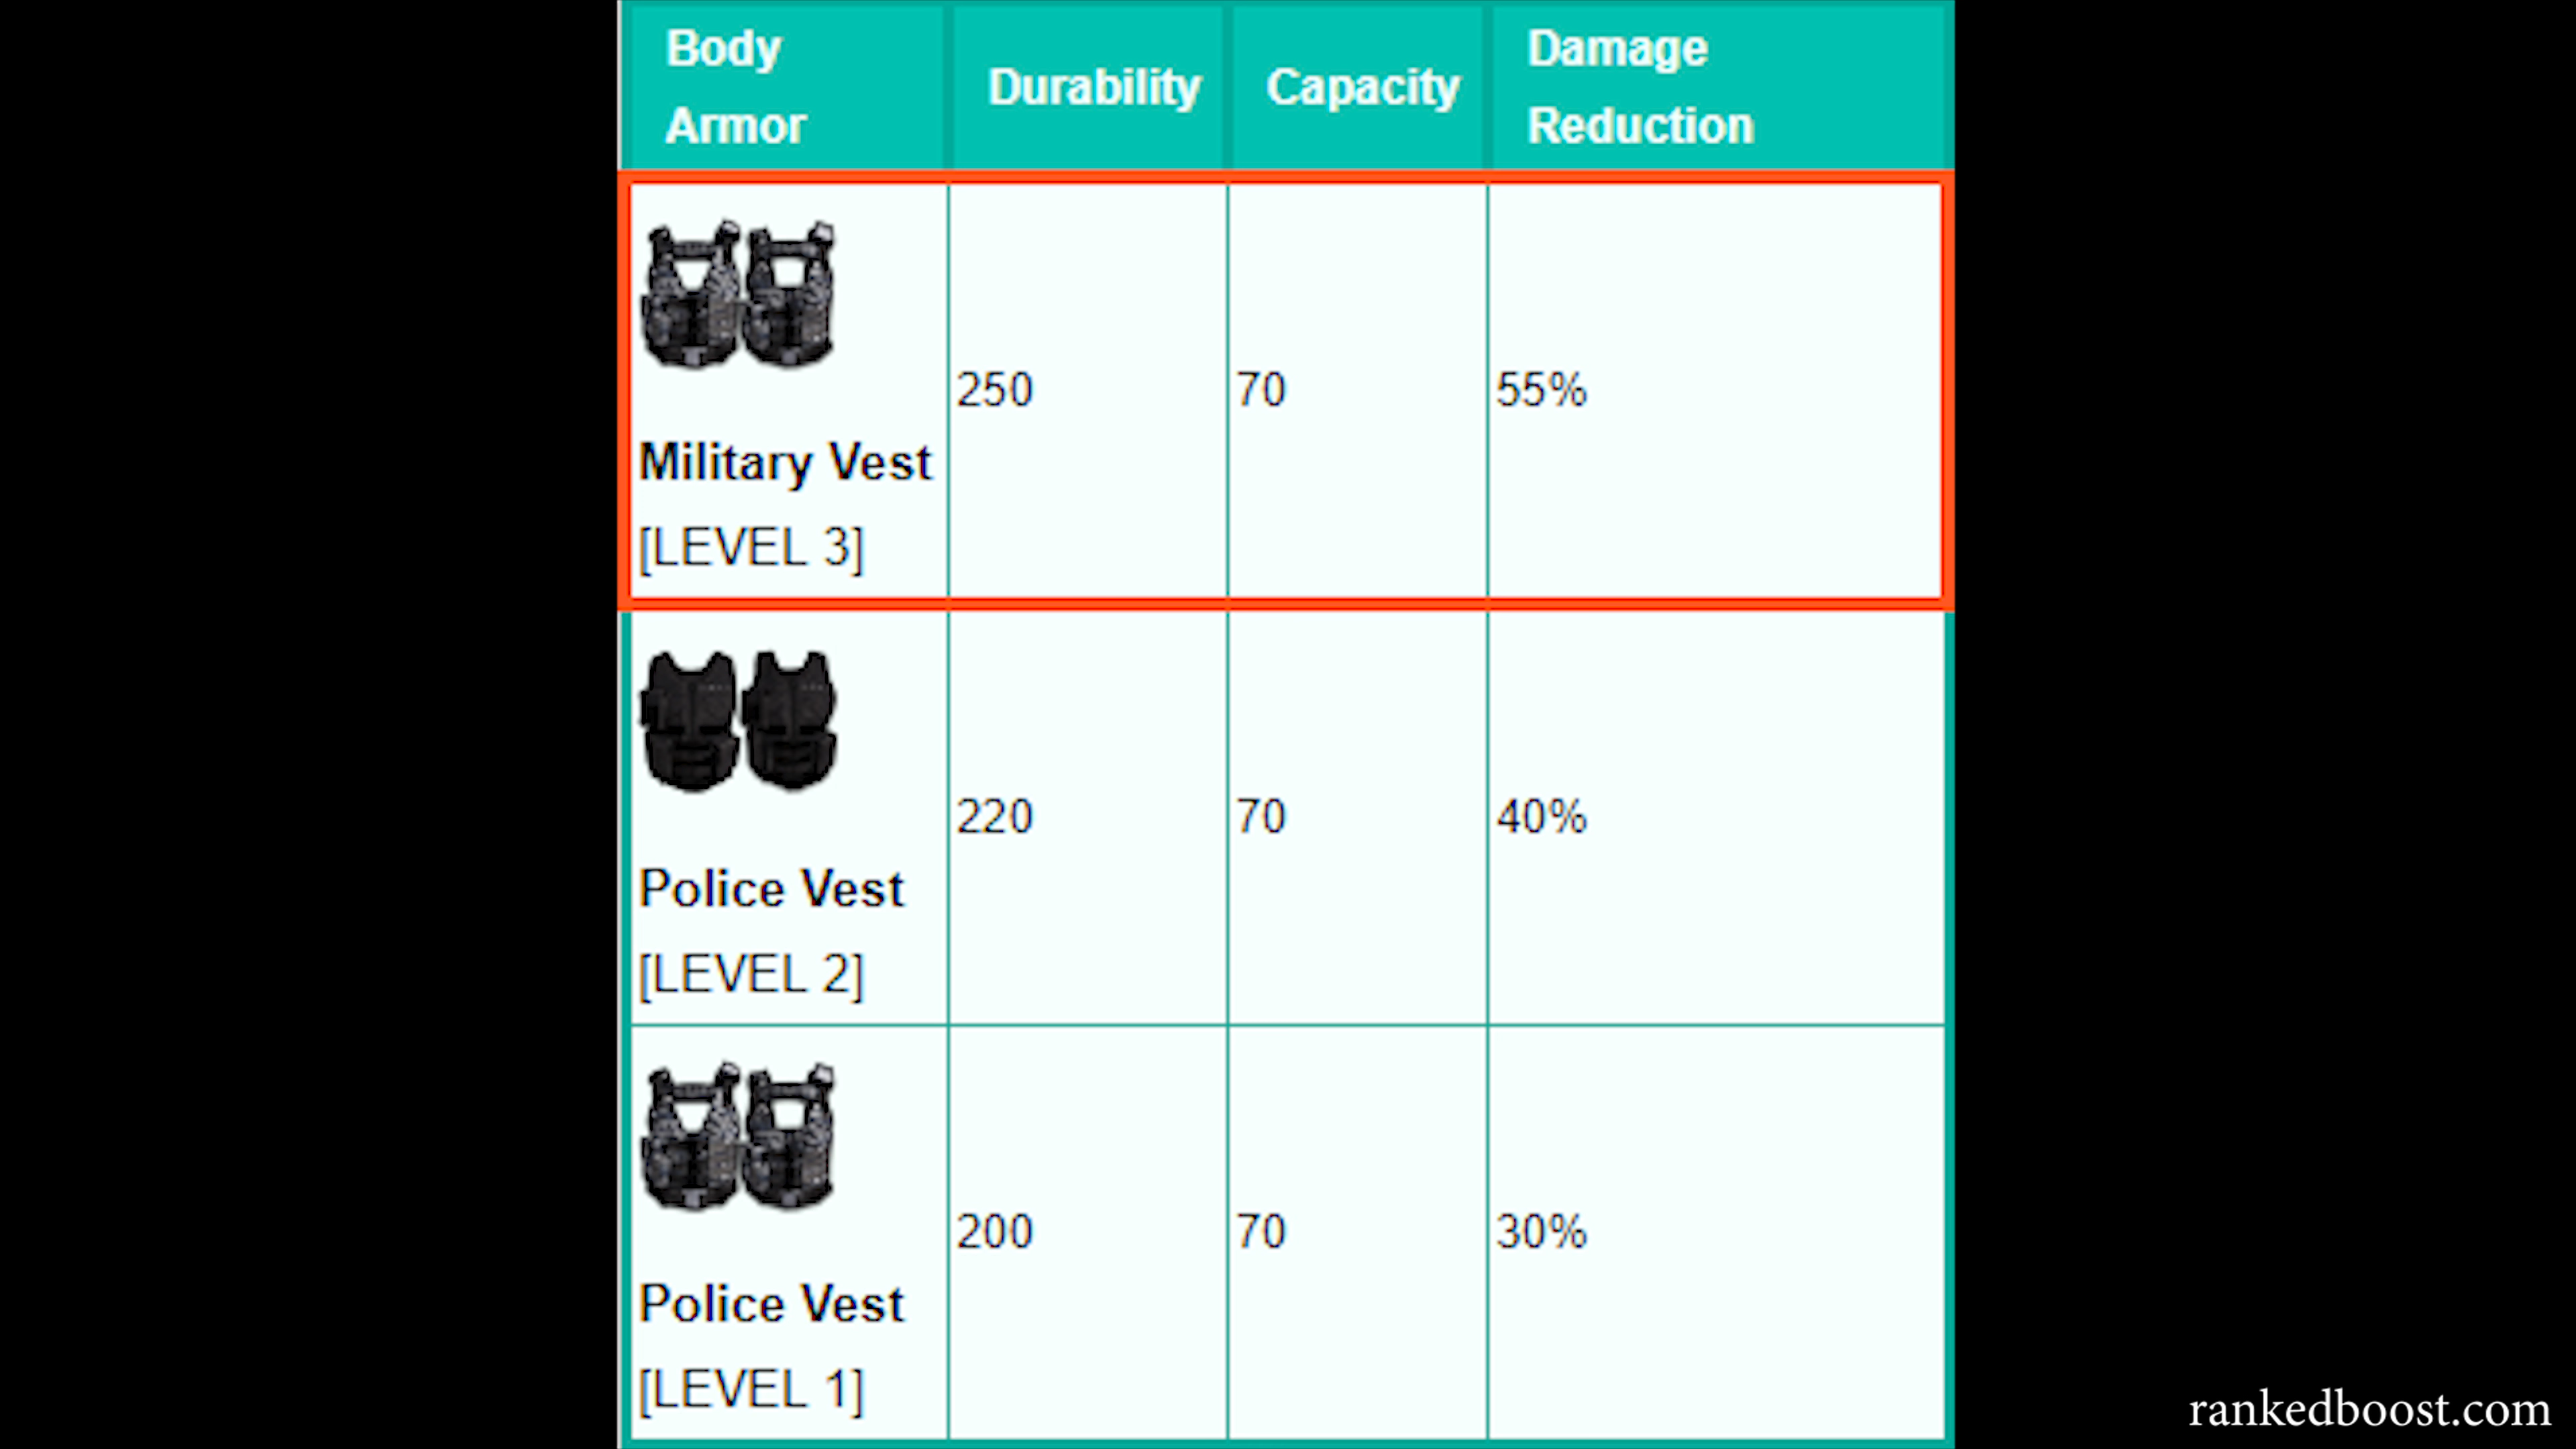 Body
Armor
Durability
Capacity
Damage
Reduction
Military Vest
[LEVEL 3]
250
70
55%
Police Vest
[LEVEL 2]
220
70
40%
Police Vest
[LEVEL 1]
200
70
30%
rankedboost.com